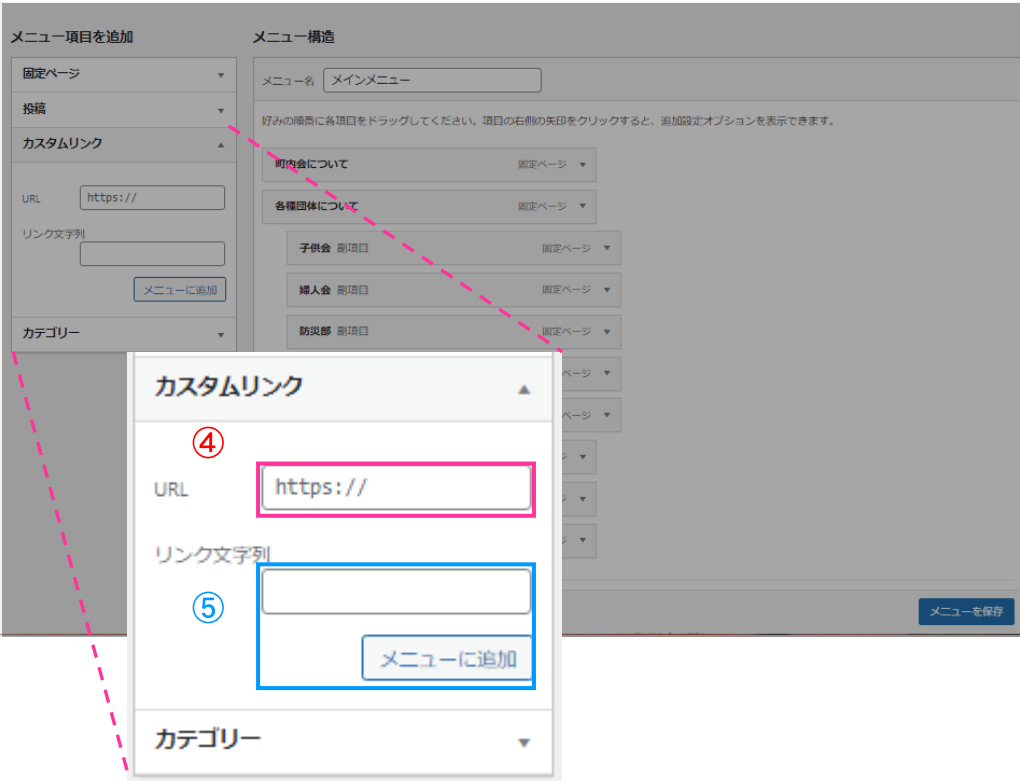 メニュー項目を追加
固定ページ ▼
投稿 ▼
カスタムリンク ▲
URL https://
リンク文字列
メニューに追加
カテゴリー ▼
メニュー構造
メニュー名 メインメニュー
好みの順番に各項目をドラッグしてください。項目の右側の矢印をクリックすると、追加設定オプションを表示できます。
町内会について 固定ページ ▼
各種団体について 固定ページ ▼
子供会 副項目 固定ページ ▼
婦人会 副項目 固定ページ ▼
防災部 副項目 固定ページ ▼
ページ ▼
ページ ▼
ジ ▼
ジ ▼
ジ ▼
メニューを保存
カスタムリンク ▲
④
URL https://
リンク文字列
⑤
メニューに追加
カテゴリー ▼